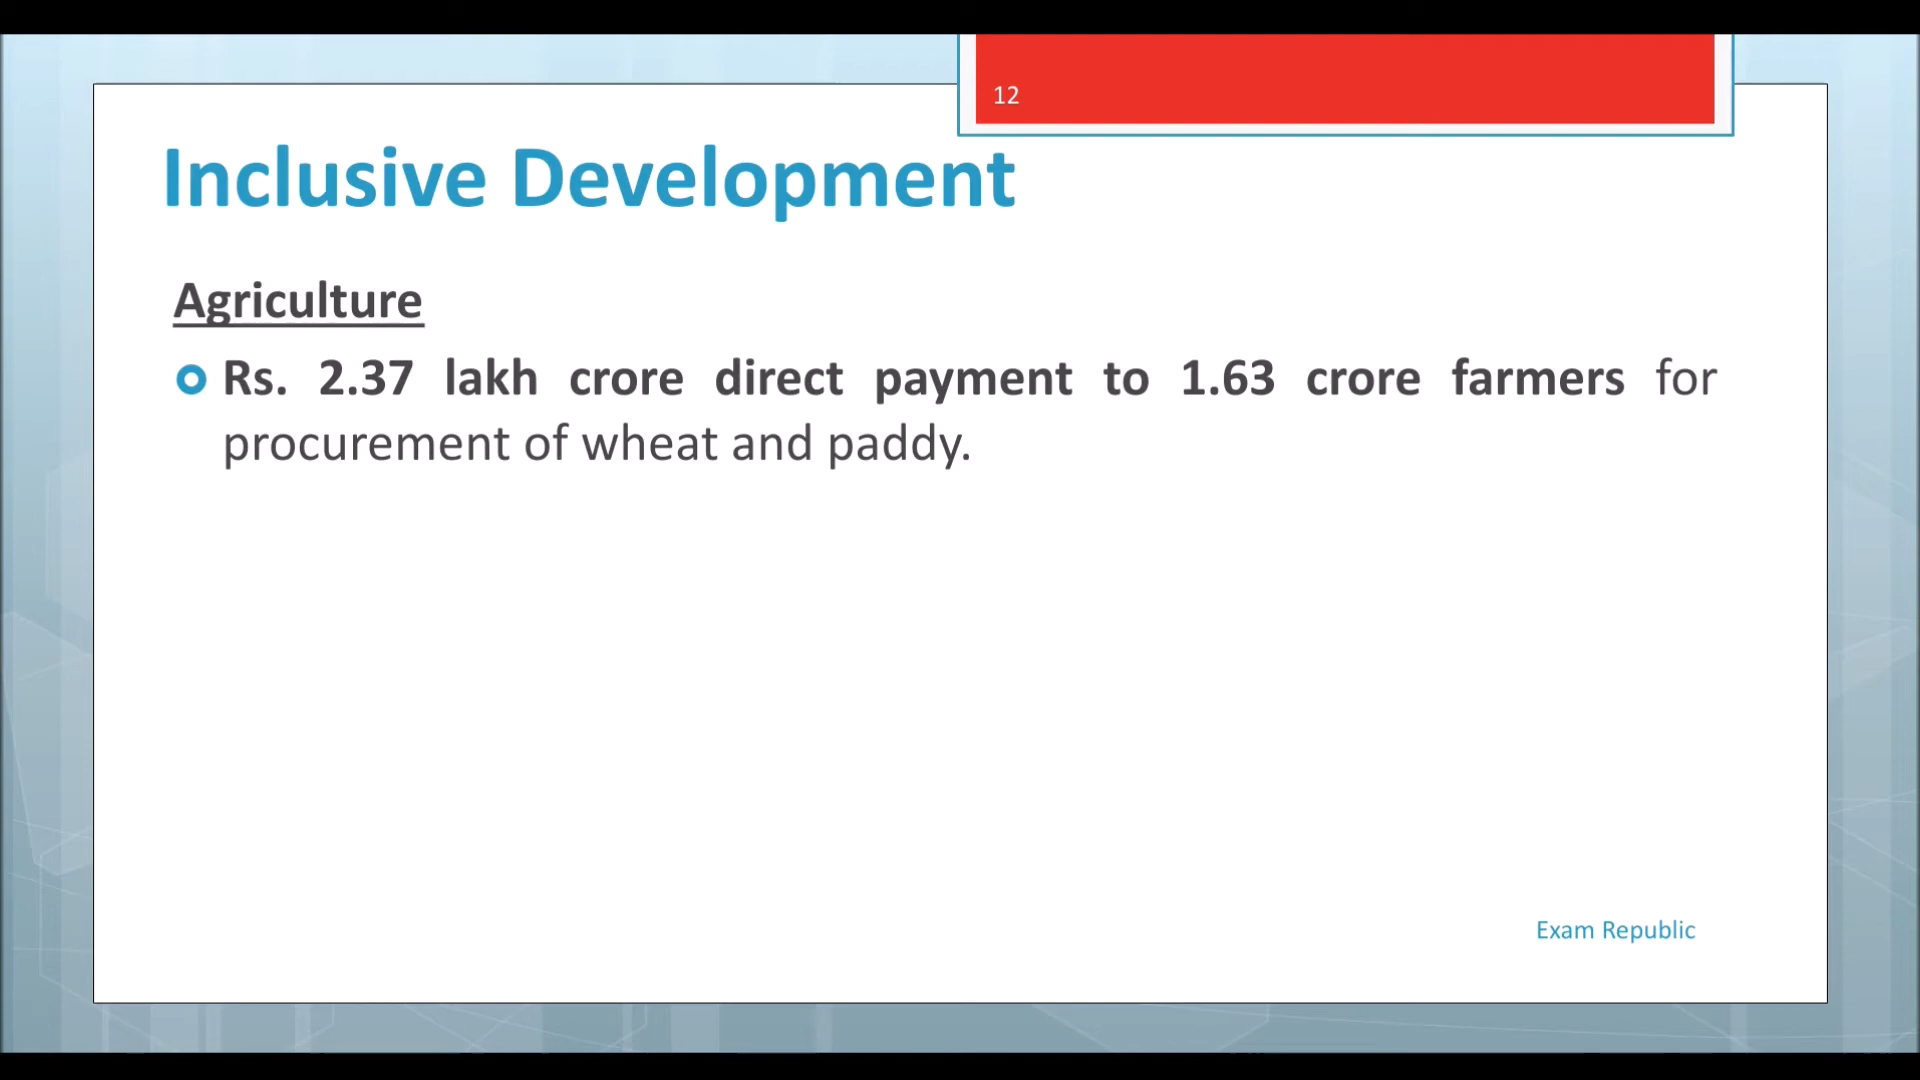 12
Inclusive Development
Agriculture
Rs. 2.37 lakh crore direct payment to 1.63 crore farmers for
procurement of wheat and paddy.
Exam Republic